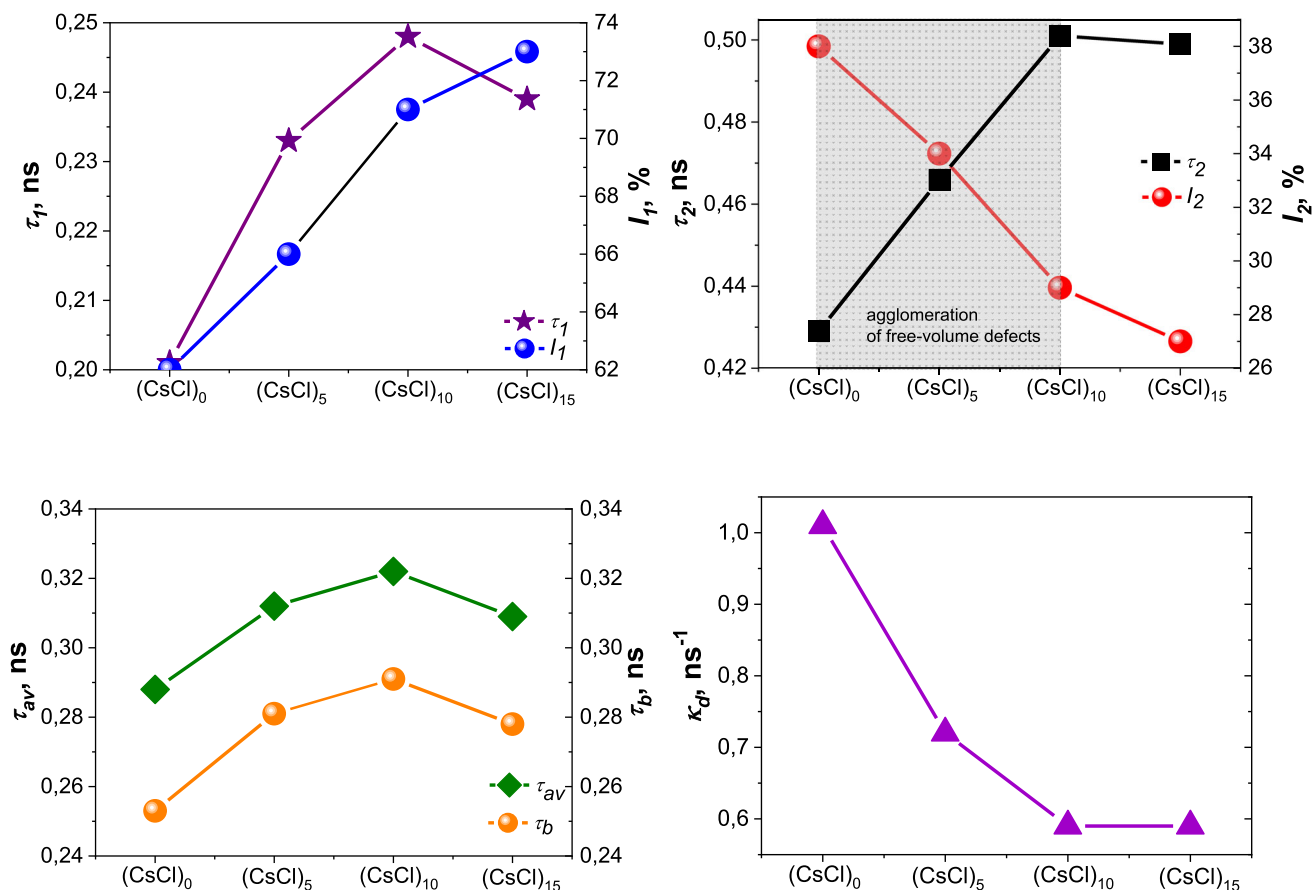 0,25
0,24
0,23
0,22
0,21
0,20
τ1, ns
74
72
70
68
66
64
62
I1, %
τ1
I1
(CsCl)0
(CsCl)5
(CsCl)10
(CsCl)15
0,50
0,48
0,46
0,44
0,42
τ2, ns
38
36
34
32
30
28
26
I2, %
τ2
I2
agglomeration
of free-volume defects
(CsCl)0
(CsCl)5
(CsCl)10
(CsCl)15
0,34
0,32
0,30
0,28
0,26
0,24
τav, ns
0,34
0,32
0,30
0,28
0,26
0,24
τb, ns
τav
τb
(CsCl)0
(CsCl)5
(CsCl)10
(CsCl)15
1,0
0,9
0,8
0,7
0,6
κd, ns-1
(CsCl)0
(CsCl)5
(CsCl)10
(CsCl)15